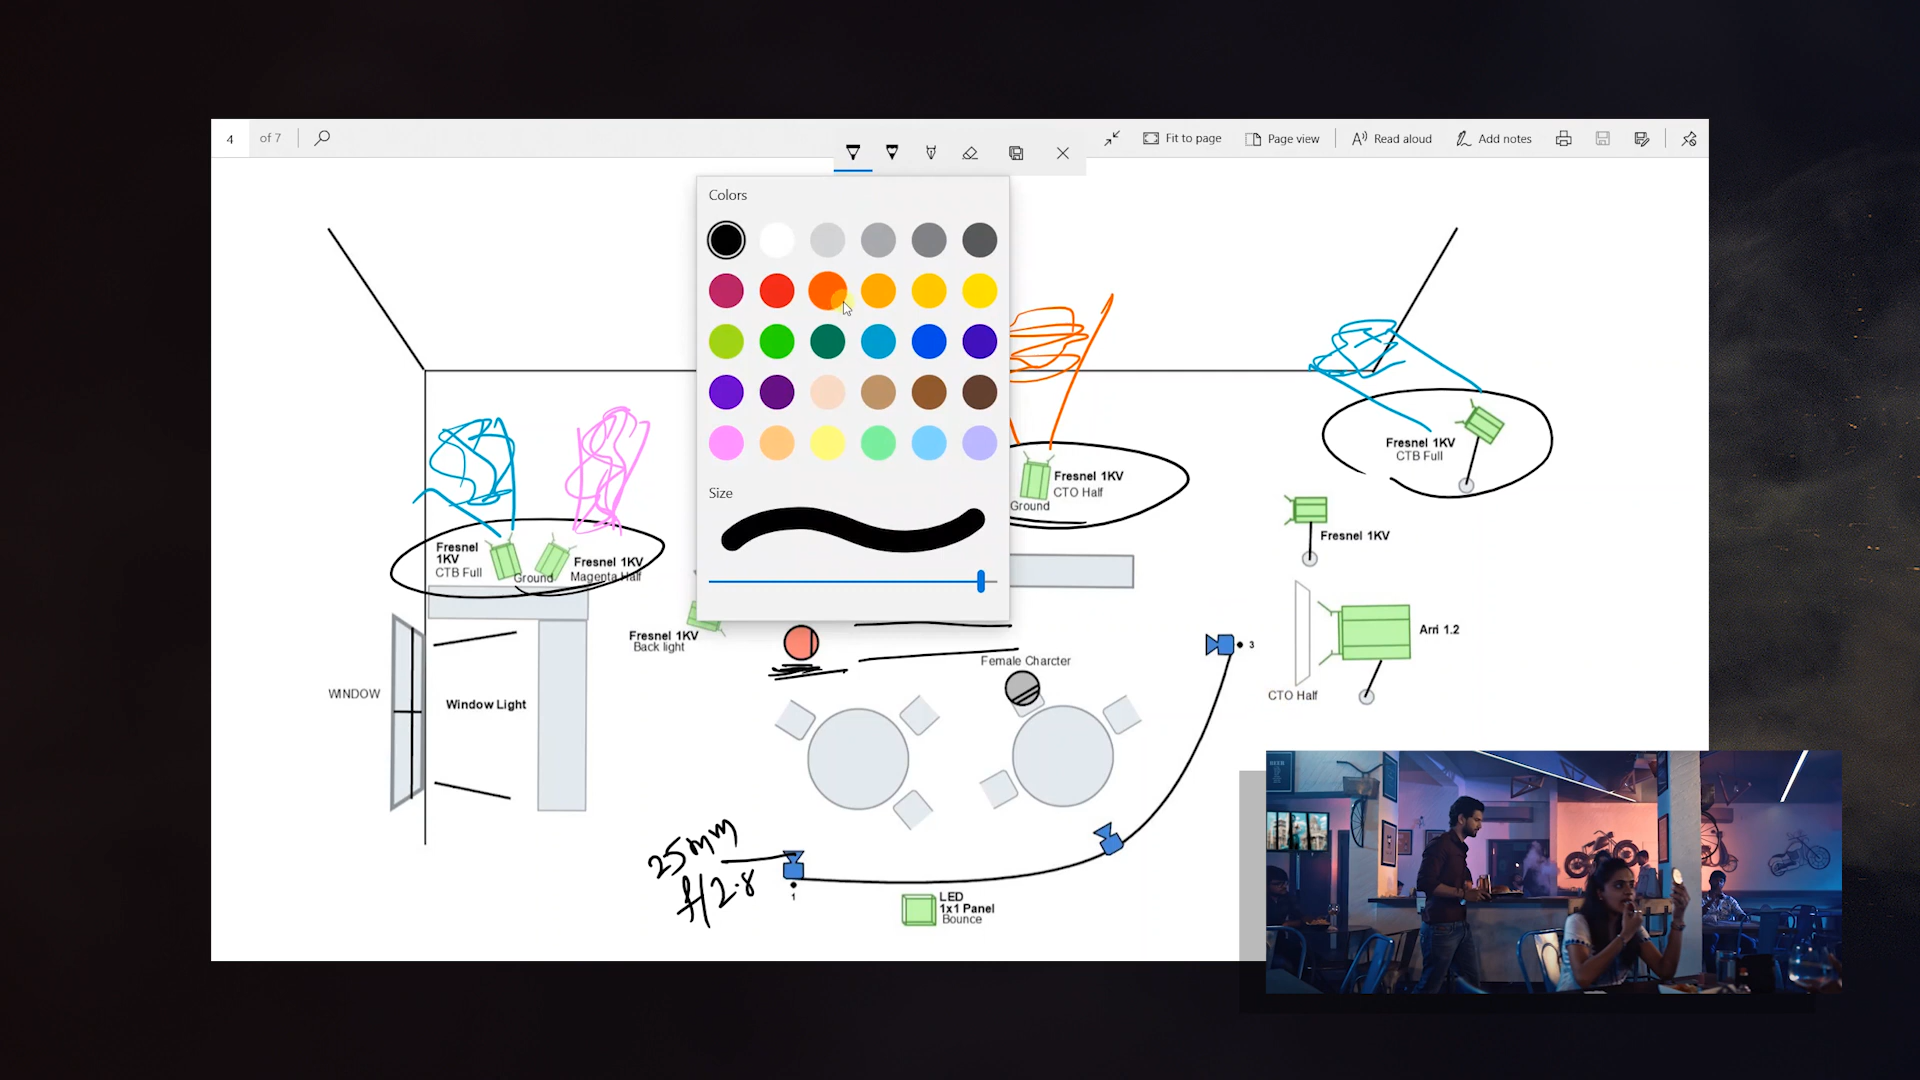 4 of 7
Fit to page
Page view
Read aloud
Add notes
Colors
Size
Fresnel 1KV
CTB Full
Fresnel 1KV
CTO Half
Ground
Fresnel 1KV
Fresnel
1KV
CTB Full
Ground
Fresnel 1KV
Magenta Half
Fresnel 1KV
Back light
Arri 1.2
3
Female Charcter
WINDOW
Window Light
CTO Half
25mm
f/2.8
1
LED
1x1 Panel
Bounce